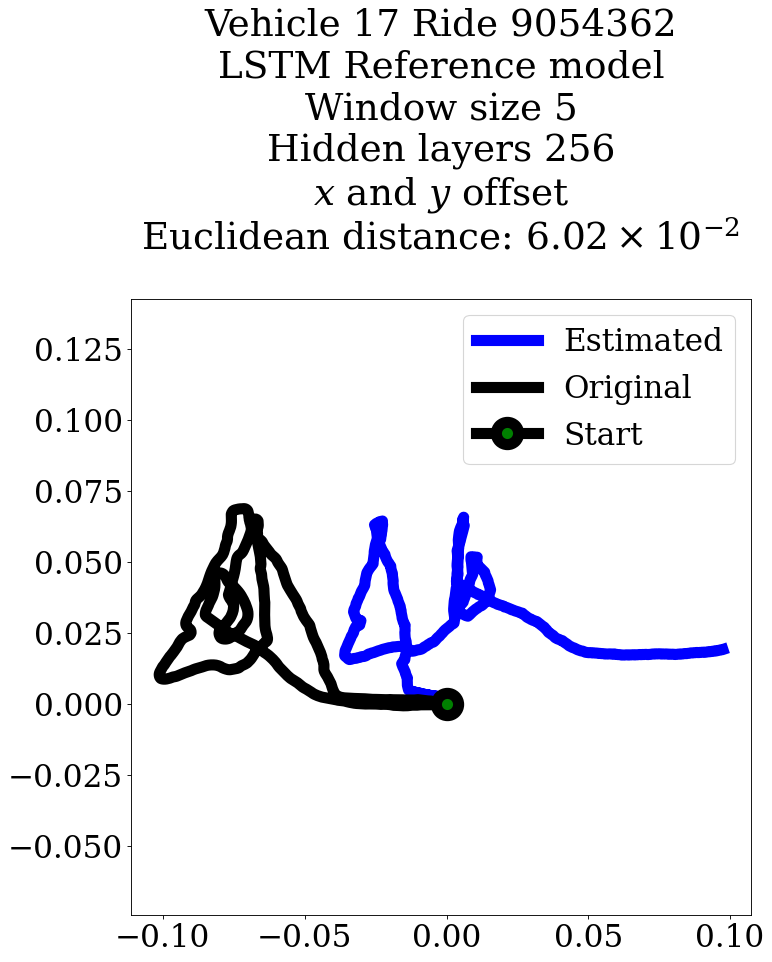 Vehicle 17 Ride 9054362
LSTM Reference model
Window size 5
Hidden layers 256
x and y offset
Euclidean distance: 6.02 × 10⁻²
Estimated
Original
Start
0.125
0.100
0.075
0.050
0.025
0.000
−0.025
−0.050
−0.10
−0.05
0.00
0.05
0.10